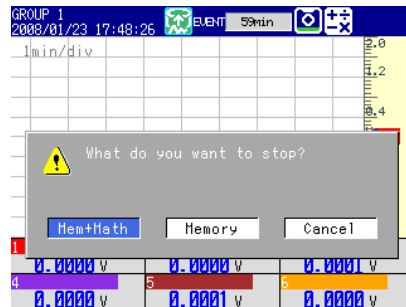 GROUP 1
2008/01/23 17:48:26 EVENT 59min
1min/div
2.0
1.2
0.4
What do you want to stop?
Mem+Math Memory Cancel
1
0.0000 V 0.0000 V 0.0001 V
4 5 6
0.0000 V 0.0001 V 0.0000 V